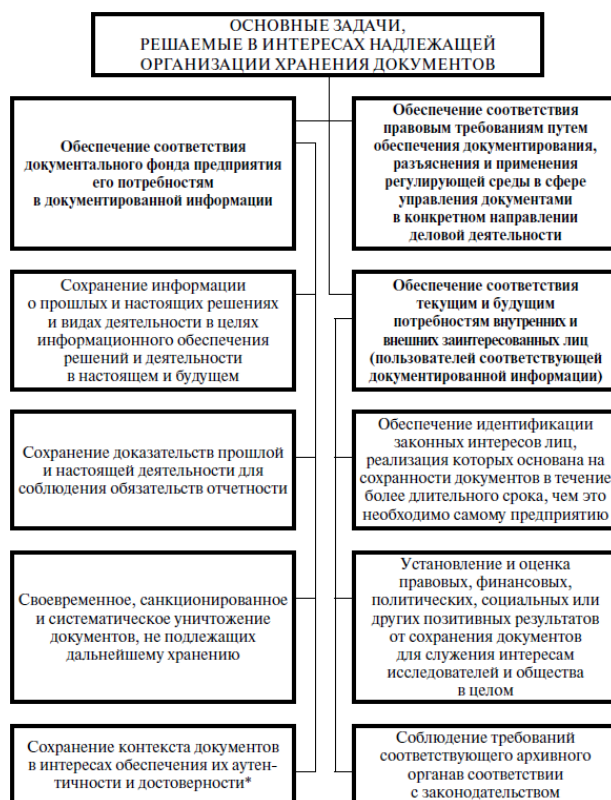 ОСНОВНЫЕ ЗАДАЧИ,
РЕШАЕМЫЕ В ИНТЕРЕСАХ НАДЛЕЖАЩЕЙ
ОРГАНИЗАЦИИ ХРАНЕНИЯ ДОКУМЕНТОВ
Обеспечение соответствия
документального фонда предприятия
его потребностям
в документированной информации
Обеспечение соответствия
правовым требованиям путем
обеспечения документирования,
разъяснения и применения
регулирующей среды в сфере
управления документами
в конкретном направлении
деловой деятельности
Сохранение информации
о прошлых и настоящих решениях
и видах деятельности в целях
информационного обеспечения
решений и деятельности
в настоящем и будущем
Обеспечение соответствия
текущим и будущим
потребностям внутренних и
внешних заинтересованных лиц
(пользователей соответствующей
документированной информации)
Сохранение доказательств прошлой
и настоящей деятельности для
соблюдения обязательств отчетности
Обеспечение идентификации
законных интересов лиц,
реализация которых основана на
сохранности документов в течение
более длительного срока, чем это
необходимо самому предприятию
Своевременное, санкционированное
и систематическое уничтожение
документов, не подлежащих
дальнейшему хранению
Установление и оценка
правовых, финансовых,
политических, социальных или
других позитивных результатов
от сохранения документов
для служения интересам
исследователей и общества
в целом
Сохранение контекста документов
в интересах обеспечения их аутен-
тичности и достоверности*
Соблюдение требований
соответствующего архивного
органав соответствии
с законодательством